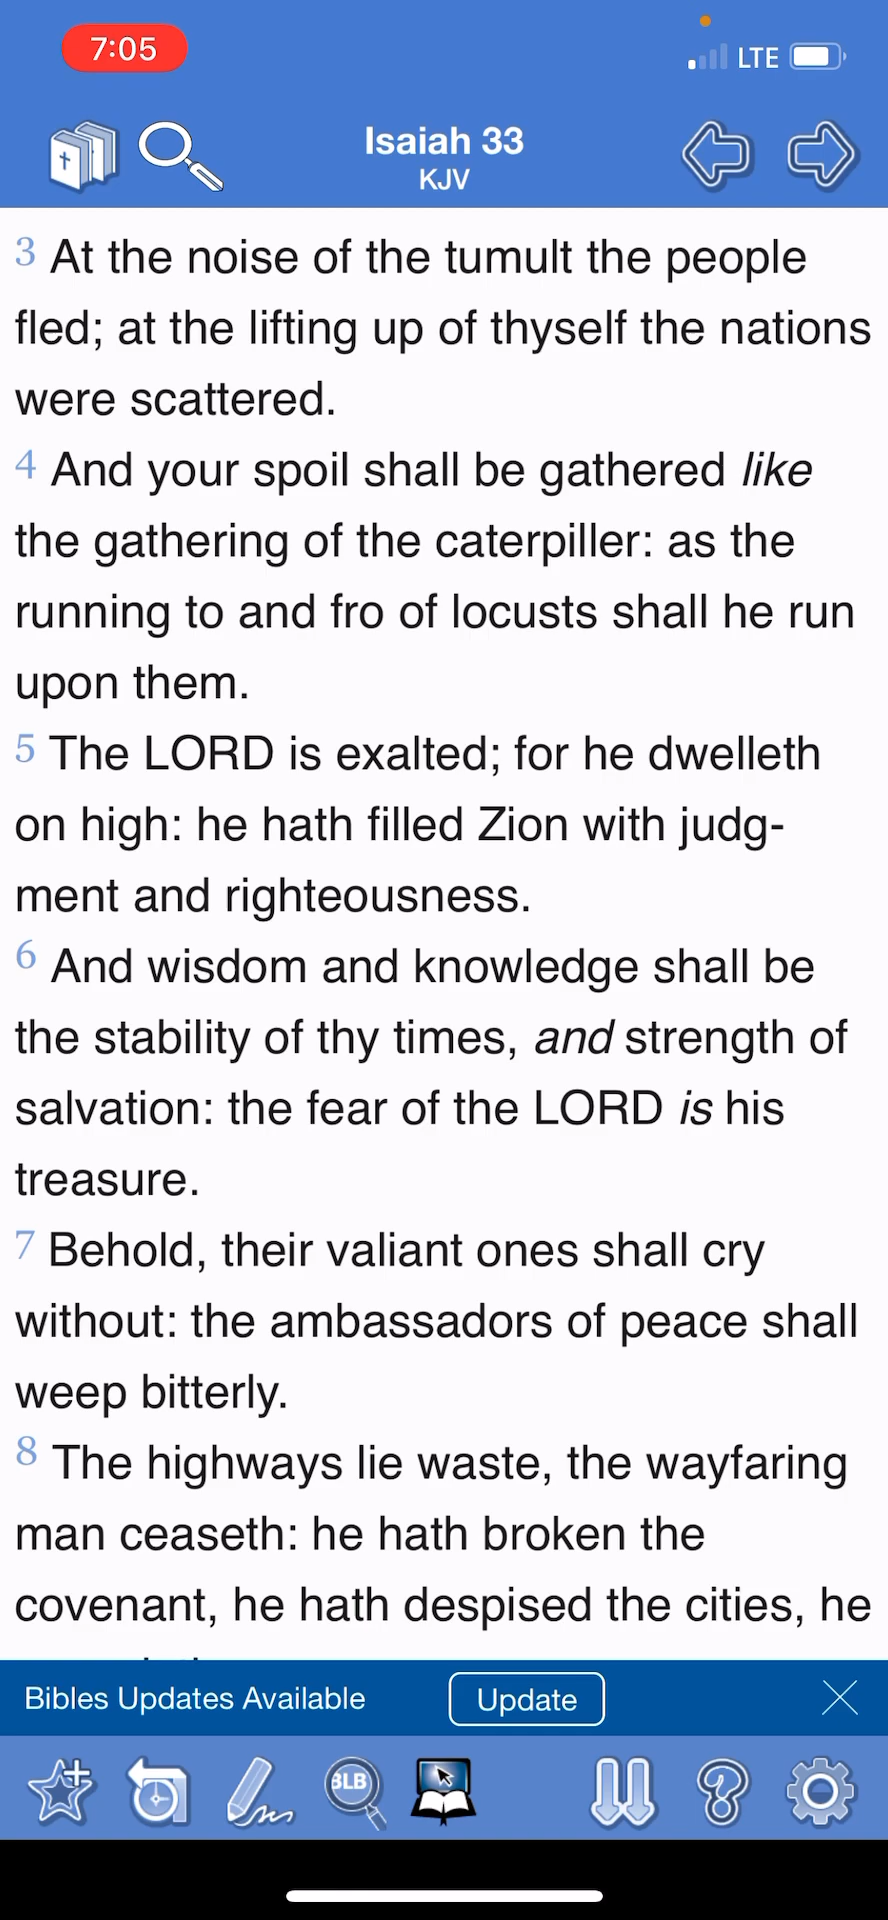 7:05
LTE
Isaiah 33
KJV
3 At the noise of the tumult the people
fled; at the lifting up of thyself the nations
were scattered.
4 And your spoil shall be gathered like
the gathering of the caterpiller: as the
running to and fro of locusts shall he run
upon them.
5 The LORD is exalted; for he dwelleth
on high: he hath filled Zion with judg-
ment and righteousness.
6 And wisdom and knowledge shall be
the stability of thy times, and strength of
salvation: the fear of the LORD is his
treasure.
7 Behold, their valiant ones shall cry
without: the ambassadors of peace shall
weep bitterly.
8 The highways lie waste, the wayfaring
man ceaseth: he hath broken the
covenant, he hath despised the cities, he
Bibles Updates Available
Update
BLB